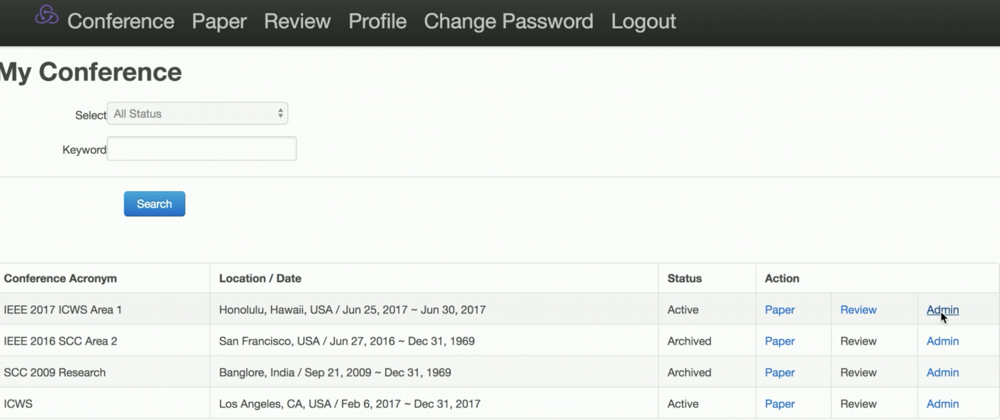 Conference Paper Review Profile Change Password Logout
My Conference
Select All Status
Keyword
Search
Conference Acronym Location / Date Status Action
IEEE 2017 ICWS Area 1 Honolulu, Hawaii, USA / Jun 25, 2017 ~ Jun 30, 2017 Active Paper Review Admin
IEEE 2016 SCC Area 2 San Francisco, USA / Jun 27, 2016 ~ Dec 31, 1969 Archived Paper Review Admin
SCC 2009 Research Banglore, India / Sep 21, 2009 ~ Dec 31, 1969 Archived Paper Review Admin
ICWS Los Angeles, CA, USA / Feb 6, 2017 ~ Dec 31, 2017 Active Paper Review Admin